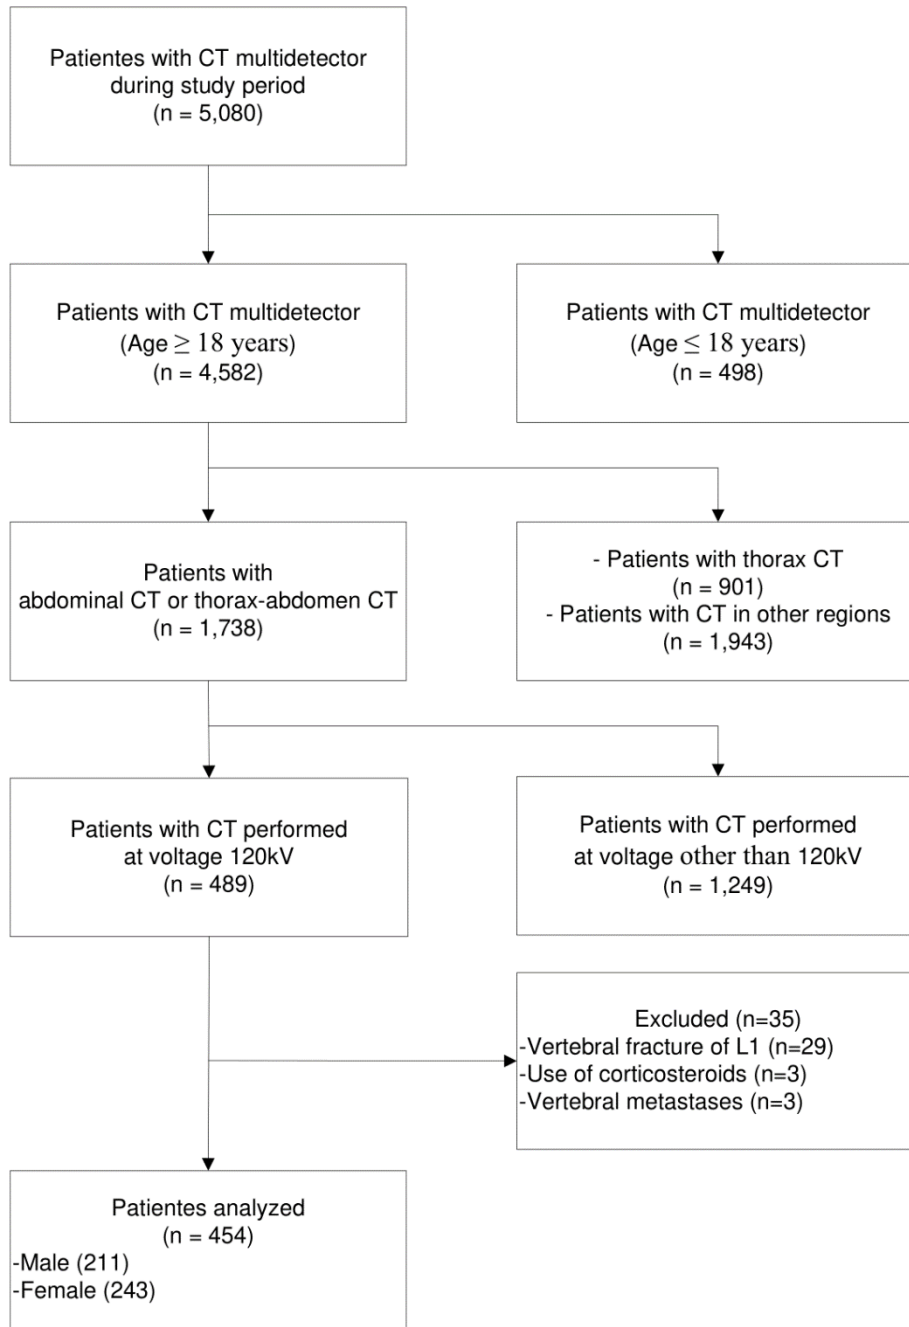 Patientes with CT multidetector
during study period
(n = 5,080)
Patients with CT multidetector
(Age ≥ 18 years)
(n = 4,582)
Patients with CT multidetector
(Age ≤ 18 years)
(n = 498)
Patients with
abdominal CT or thorax-abdomen CT
(n = 1,738)
- Patients with thorax CT
(n = 901)
- Patients with CT in other regions
(n = 1,943)
Patients with CT performed
at voltage 120kV
(n = 489)
Patients with CT performed
at voltage other than 120kV
(n = 1,249)
Excluded (n=35)
-Vertebral fracture of L1 (n=29)
-Use of corticosteroids (n=3)
-Vertebral metastases (n=3)
Patientes analyzed
(n = 454)
-Male (211)
-Female (243)